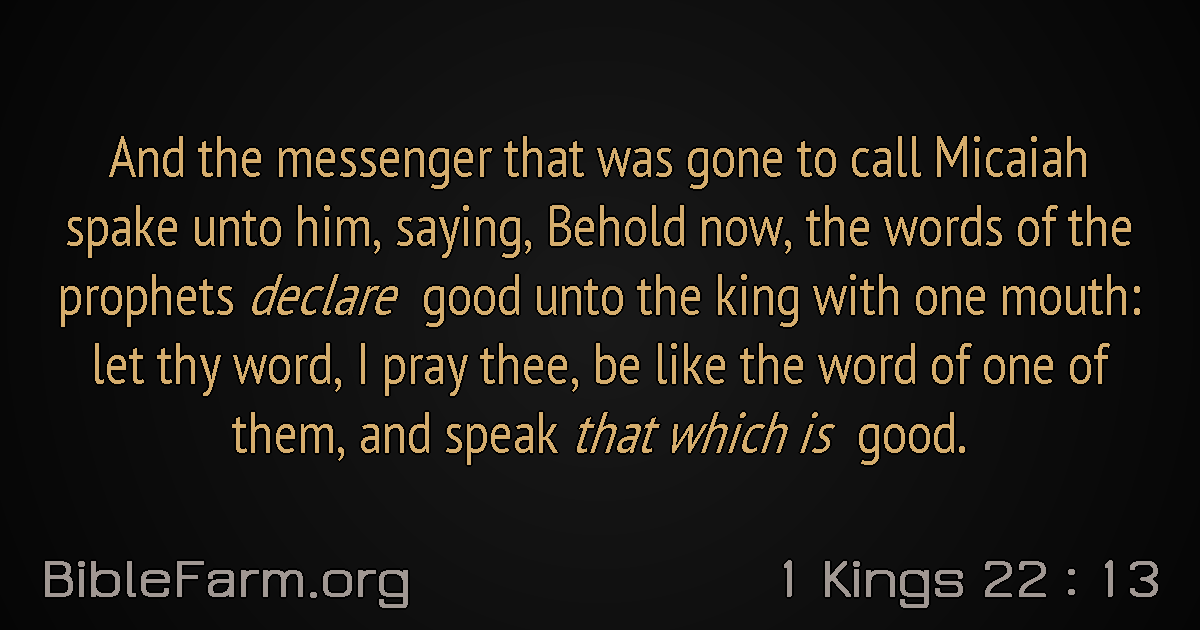 And the messenger that was gone to call Micaiah
spake unto him, saying, Behold now, the words of the
prophets declare good unto the king with one mouth:
let thy word, I pray thee, be like the word of one of
them, and speak that which is good.
BibleFarm.org
1 Kings 22 : 13